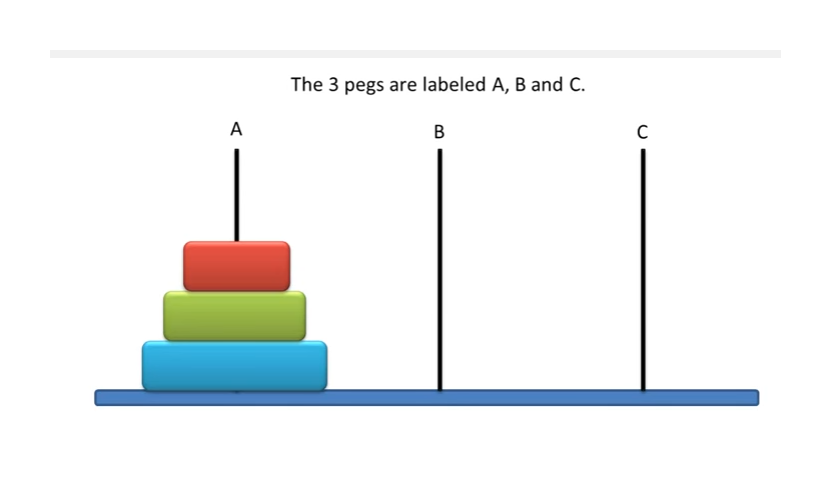 The 3 pegs are labeled A, B and C.
A B C